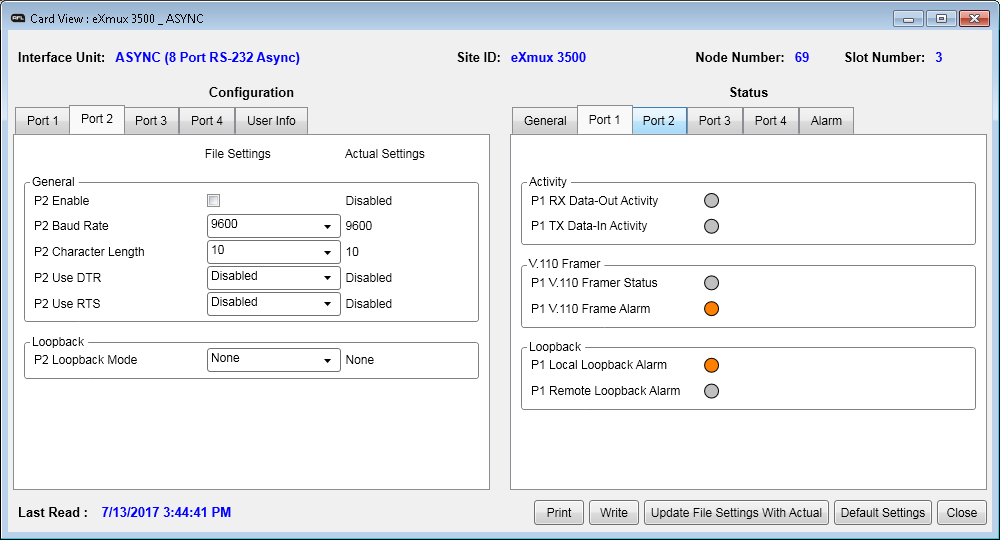 RFL Card View : eXmux 3500 _ ASYNC
Interface Unit: ASYNC (8 Port RS-232 Async) Site ID: eXmux 3500 Node Number: 69 Slot Number: 3
Configuration
Port 1 Port 2 Port 3 Port 4 User Info
File Settings Actual Settings
General
P2 Enable Disabled
P2 Baud Rate 9600 9600
P2 Character Length 10 10
P2 Use DTR Disabled Disabled
P2 Use RTS Disabled Disabled
Loopback
P2 Loopback Mode None None
Status
General Port 1 Port 2 Port 3 Port 4 Alarm
Activity
P1 RX Data-Out Activity
P1 TX Data-In Activity
V.110 Framer
P1 V.110 Framer Status
P1 V.110 Frame Alarm
Loopback
P1 Local Loopback Alarm
P1 Remote Loopback Alarm
Last Read : 7/13/2017 3:44:41 PM
Print Write Update File Settings With Actual Default Settings Close